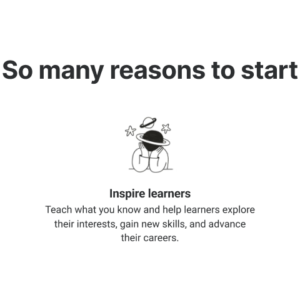 So many reasons to start
Inspire learners
Teach what you know and help learners explore
their interests, gain new skills, and advance
their careers.